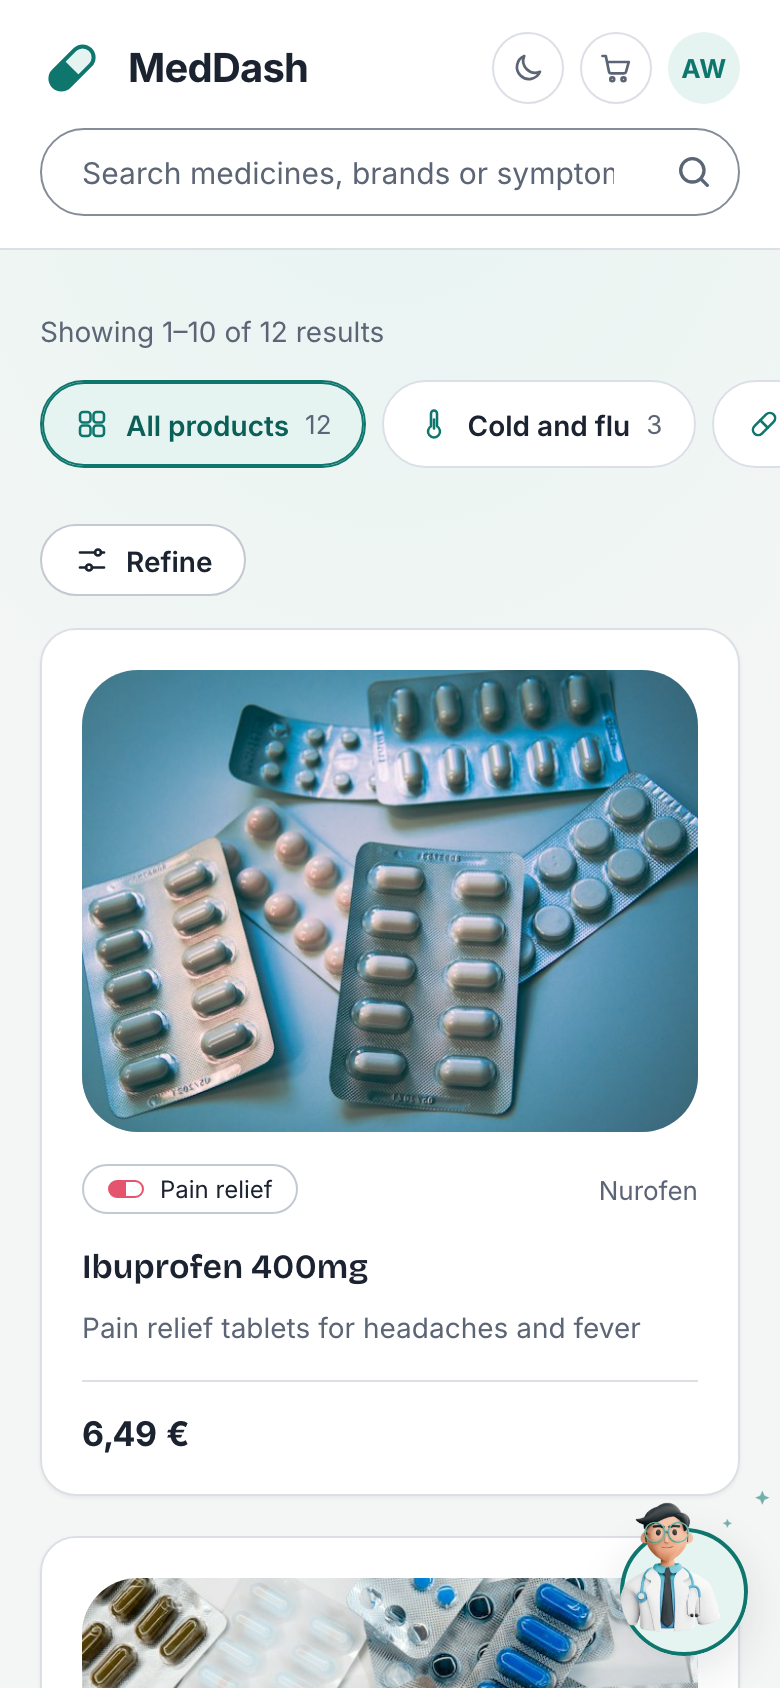 MedDash
AW
Search medicines, brands or sympton
Showing 1–10 of 12 results
All products 12
Cold and flu 3
Refine
Pain relief
Nurofen
Ibuprofen 400mg
Pain relief tablets for headaches and fever
6,49 €